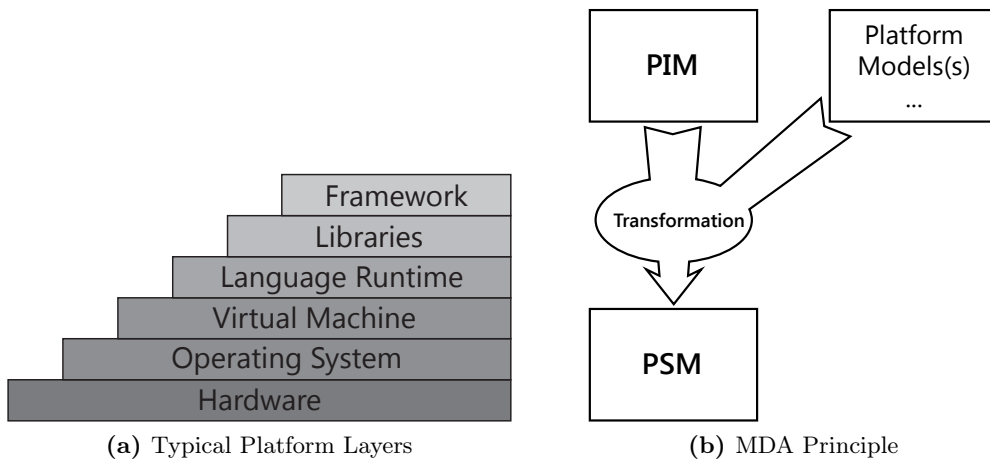 Framework
Libraries
Language Runtime
Virtual Machine
Operating System
Hardware
(a) Typical Platform Layers
PIM
Platform
Models(s)
...
Transformation
PSM
(b) MDA Principle